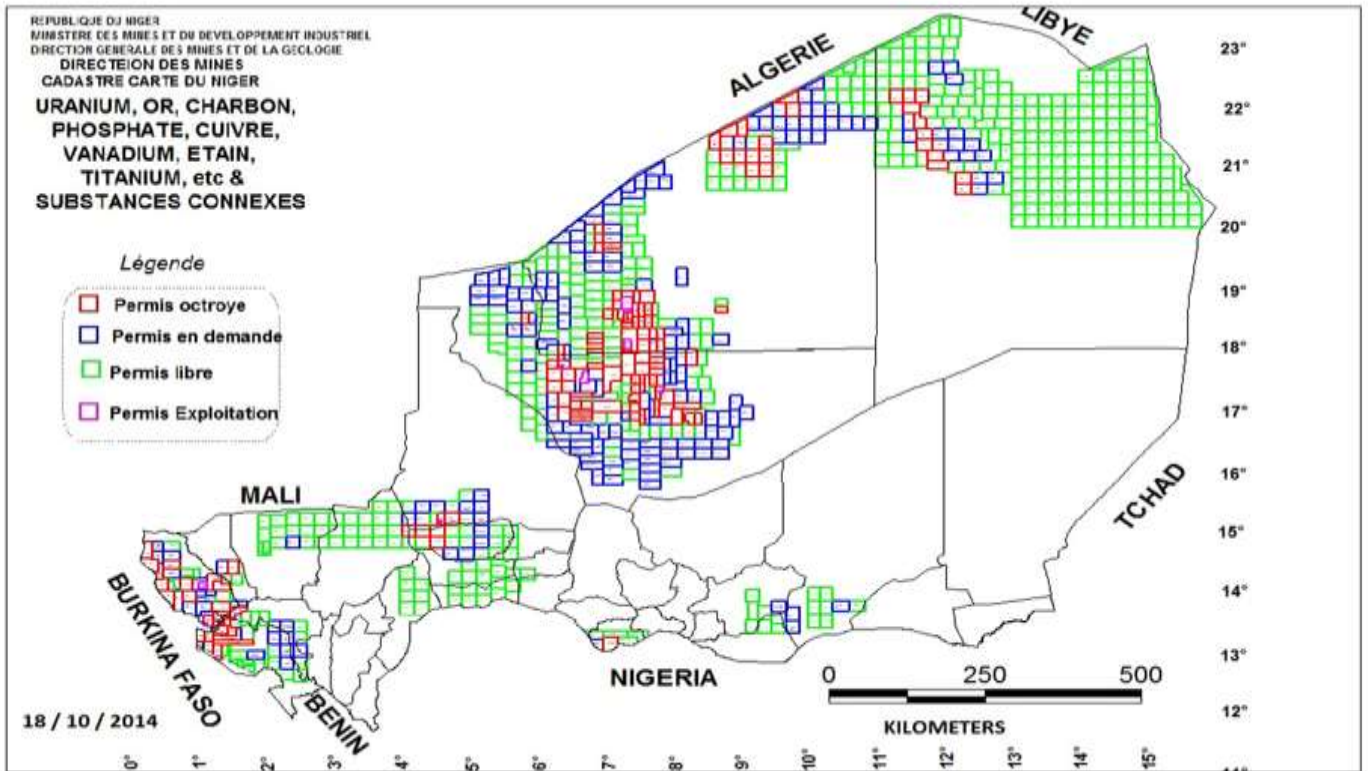 REPUBLIQUE DU NIGER
MINISTERE DES MINES ET DU DEVELOPPEMENT INDUSTRIEL
DIRECTION GENERALE DES MINES ET DE LA GEOLOGIE
DIRECTEION DES MINES
CADASTRE CARTE DU NIGER
URANIUM, OR, CHARBON,
PHOSPHATE, CUIVRE,
VANADIUM, ETAIN,
TITANIUM, etc &
SUBSTANCES CONNEXES
Légende
Permis octroye
Permis en demande
Permis libre
Permis Exploitation
ALGERIE
LIBYE
MALI
TCHAD
BURKINA FASO
BENIN
NIGERIA
23°
22°
21°
20°
19°
18°
17°
16°
15°
14°
13°
12°
11°
0 250 500
KILOMETERS
18 / 10 / 2014
0° 1° 2° 3° 4° 5° 6° 7° 8° 9° 10° 11° 12° 13° 14° 15°